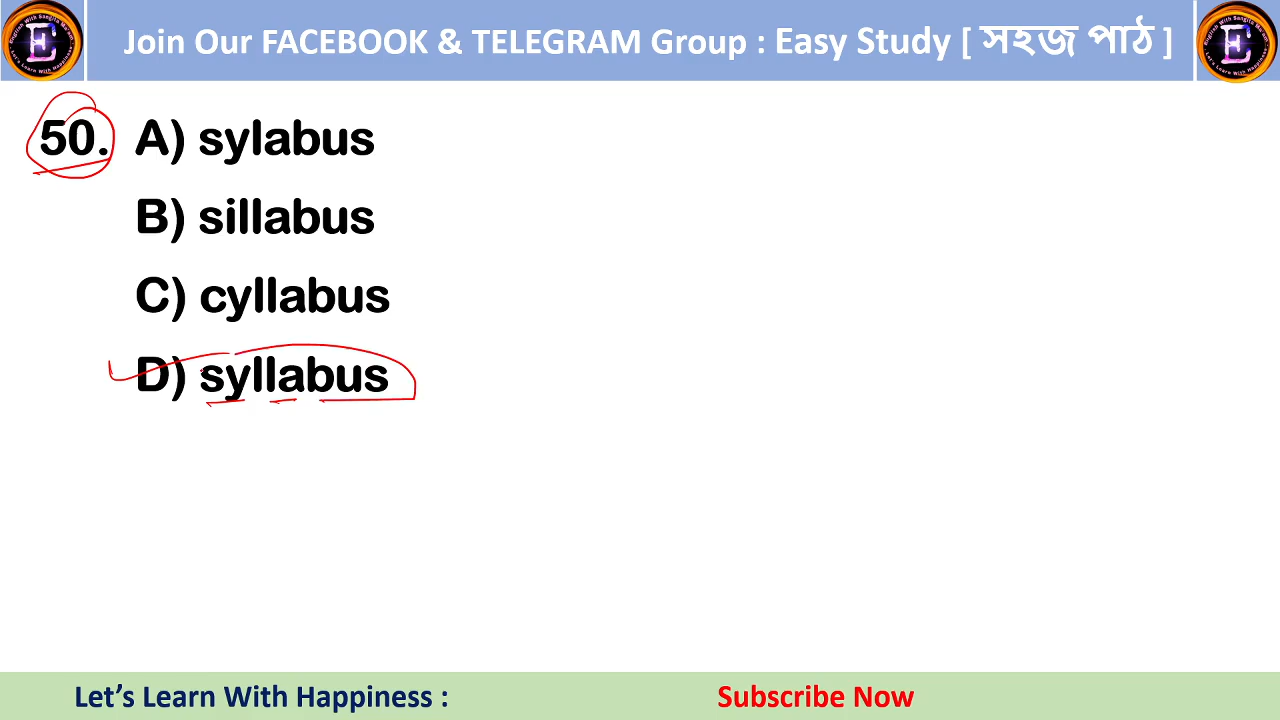 Join Our FACEBOOK & TELEGRAM Group : Easy Study [ সহজ পাঠ ]
50. A) sylabus
B) sillabus
C) cyllabus
D) syllabus
Let’s Learn With Happiness :
Subscribe Now